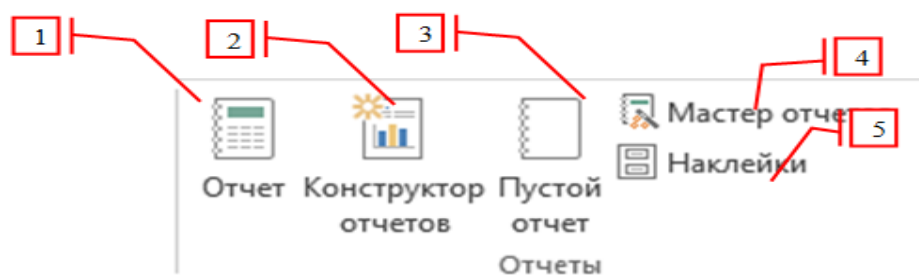 1
2
3
4
5
Отчет
Конструктор
отчетов
Пустой
отчет
Мастер отче
Наклейки
Отчеты